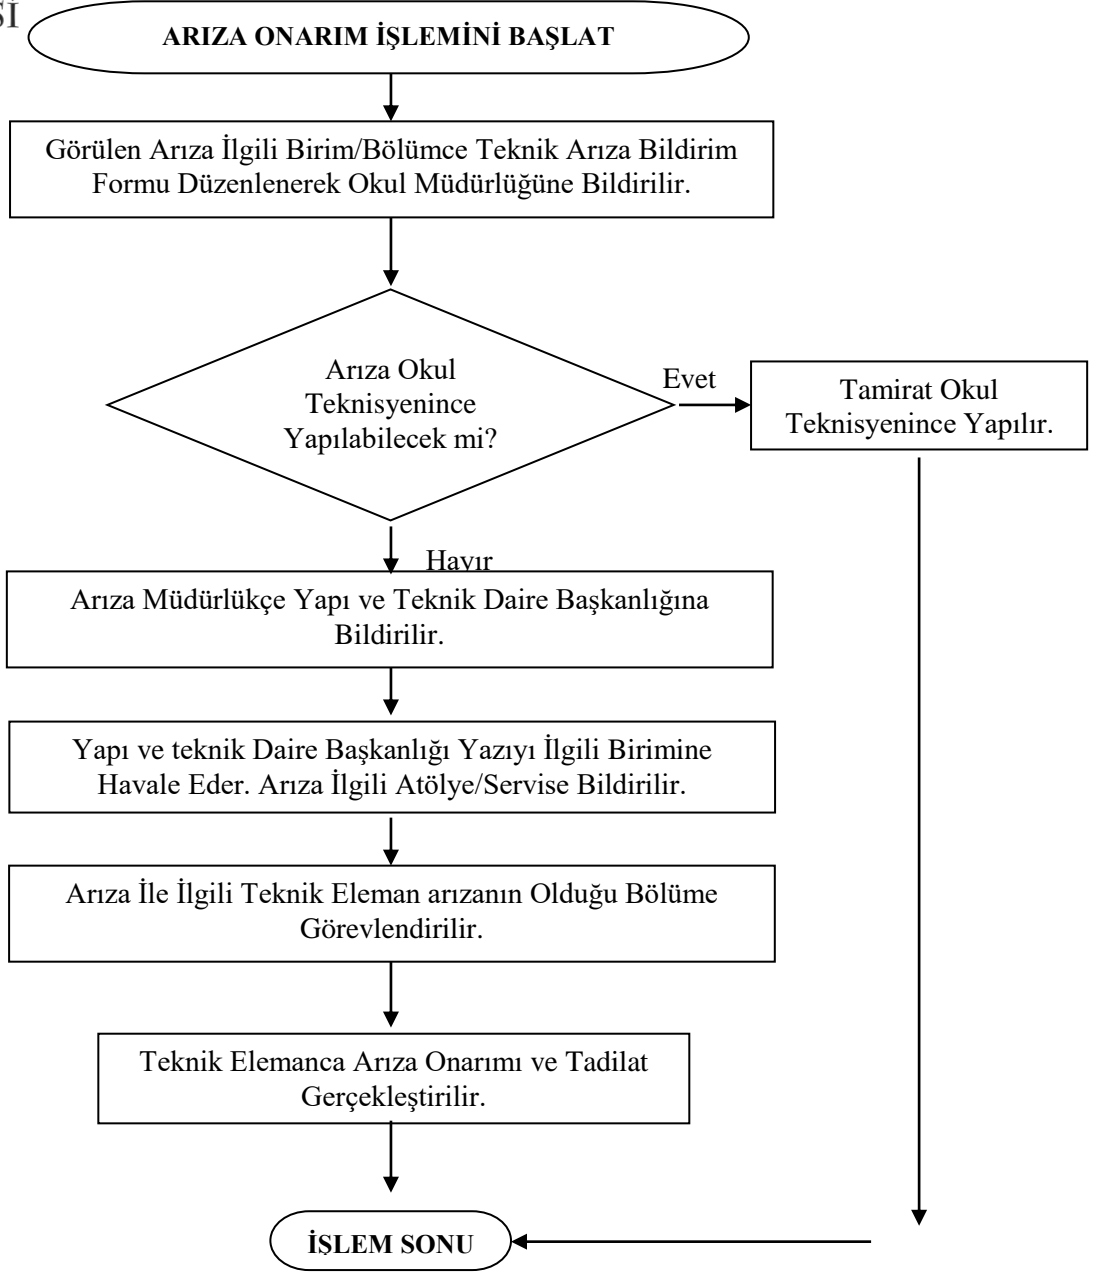 Sİ
ARIZA ONARIM İŞLEMİNİ BAŞLAT
Görülen Arıza İlgili Birim/Bölümce Teknik Arıza Bildirim
Formu Düzenlenerek Okul Müdürlüğüne Bildirilir.
Arıza Okul
Teknisyenince
Yapılabilecek mi?
Evet
Tamirat Okul
Teknisyenince Yapılır.
Hayır
Arıza Müdürlükçe Yapı ve Teknik Daire Başkanlığına
Bildirilir.
Yapı ve teknik Daire Başkanlığı Yazıyı İlgili Birimine
Havale Eder. Arıza İlgili Atölye/Servise Bildirilir.
Arıza İle İlgili Teknik Eleman arızanın Olduğu Bölüme
Görevlendirilir.
Teknik Elemanca Arıza Onarımı ve Tadilat
Gerçekleştirilir.
İŞLEM SONU